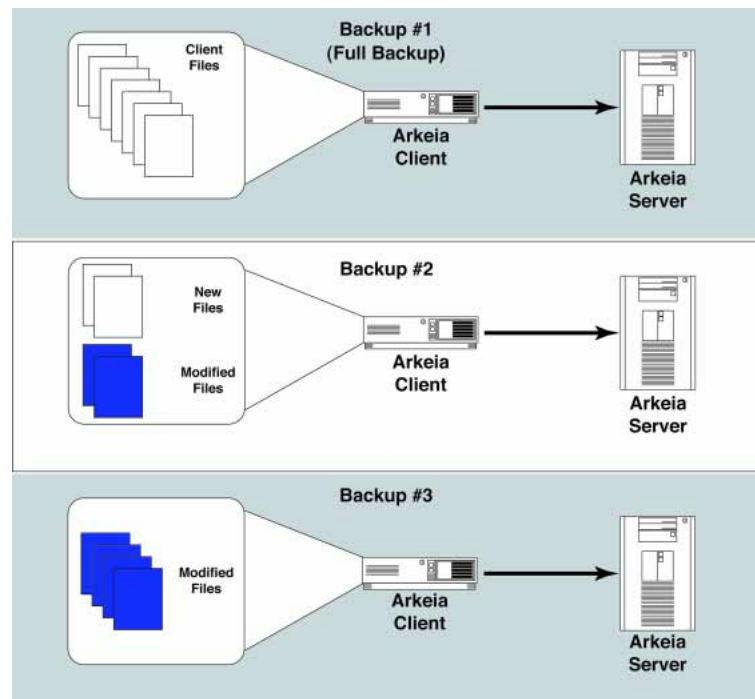 Backup #1
(Full Backup)
Client
Files
Arkeia
Client
Arkeia
Server
Backup #2
New
Files
Modified
Files
Arkeia
Client
Arkeia
Server
Backup #3
Modified
Files
Arkeia
Client
Arkeia
Server